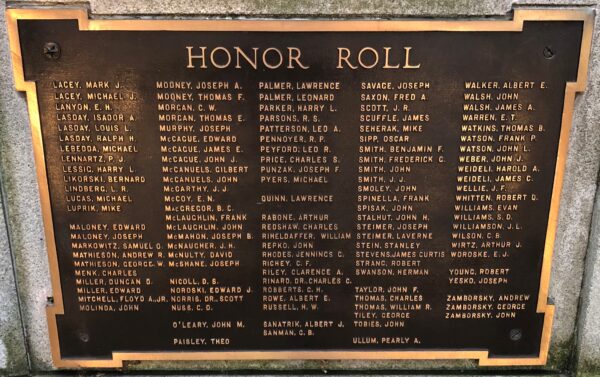 HONOR ROLL
LACEY, MARK J.
LACEY, MICHAEL J.
LANYON, E. H.
LASDAY, ISADOR A.
LASDAY, LOUIS L.
LASDAY, RALPH H.
LEBEDDA, MICHAEL
LENNARTZ, P. J.
LESSIG, HARRY L.
LIKORSKI, BERNARD
LINDBERG, L. R.
LUCAS, MICHAEL
LUPRIK, MIKE
MALONEY, EDWARD
MALONEY, JOSEPH
MARKOWITZ, SAMUEL O.
MATHIESON, ANDREW R.
MATHIESON, GEORGE W.
MENK, CHARLES
MILLER, DUNCAN D.
MILLER, EDWARD
MITCHELL, FLOYD A.,JR.
MOLINDA, JOHN
MOONEY, JOSEPH A.
MOONEY, THOMAS F.
MORGAN, C. W.
MORGAN, THOMAS E.
MURPHY, JOSEPH
McCAGUE, EDWARD
McCAGUE, JAMES E.
McCAGUE, JOHN J.
McCANUELS, GILBERT
McCANUELS, JOHN
McCARTHY, J. J.
McCOY, E. N.
MacGREGOR, B. C.
McLAUGHLIN, FRANK
McLAUGHLIN, JOHN
McMAHON, JOSEPH B.
McNAUCHER, J. H.
McNULTY, DAVID
McSHANE, JOSEPH
NICOLL, D. S.
NOROSKI, EDWARD J.
NORRIS, DR. SCOTT
NUSS, C. O.
O'LEARY, JOHN M.
PAISLEY, THEO
PALMER, LAWRENCE
PALMER, LEONARD
PARKER, HARRY L.
PARSONS, R. S.
PATTERSON, LEO A.
PENNOYER, R. P.
PEYFORD, LEO R.
PRICE, CHARLES S.
PUNZAK, JOSEPH F.
PYERS, MICHAEL
QUINN, LAWRENCE
RABONE, ARTHUR
REDSHAW, CHARLES
RIHELDAFFER, WILLIAM
REPKO, JOHN
RHODES, JENNINGS C.
RICHEY, C. F.
RILEY, CLARENCE A.
RINARD, DR. CHARLES C.
ROBBERTS, C. H.
ROWE, ALBERT E.
RUSSELL, H. W.
SANATRIK, ALBERT J.
SANMAN, C. B.
SAVAGE, JOSEPH
SAXON, FRED A.
SCOTT, J. R.
SCUFFLE, JAMES
SEHERAK, MIKE
SIPP, OSCAR
SMITH, BENJAMIN F.
SMITH, FREDERICK C.
SMITH, JOHN
SMITH, J. J.
SMOLEY, JOHN
SPINELLA, FRANK
SPISAK, JOHN
STALHUT, JOHN H.
STEIMER, JOSEPH
STEIMER, LAVERNE
STEIN, STANLEY
STEVENS,JAMES CURTIS
STRANG, ROBERT
SWANSON, HERMAN
TAYLOR, JOHN F.
THOMAS, CHARLES
THOMAS, WILLIAM R.
TILEY, GEORGE
TOBIES, JOHN
ULLUM, PEARLY A.
WALKER, ALBERT E.
WALSH, JOHN
WALSH, JAMES A.
WARREN, E. T.
WATKINS, THOMAS B.
WATSON, FRANK P.
WATSON, JOHN L.
WEBER, JOHN J.
WEIDELI, HAROLD A.
WEIDELI, JAMES C.
WELLIE, J. F.
WHITTEN, ROBERT O.
WILLIAMS, EVAN
WILLIAMS, S. D.
WILLIAMSON, J. L.
WILSON, C. B.
WIRTZ, ARTHUR J.
WOROSKE, E. J.
YOUNG, ROBERT
YESKO, JOSEPH
ZAMBORSKY, ANDREW
ZAMBORSKY, GEORGE
ZAMBORSKY, JOHN